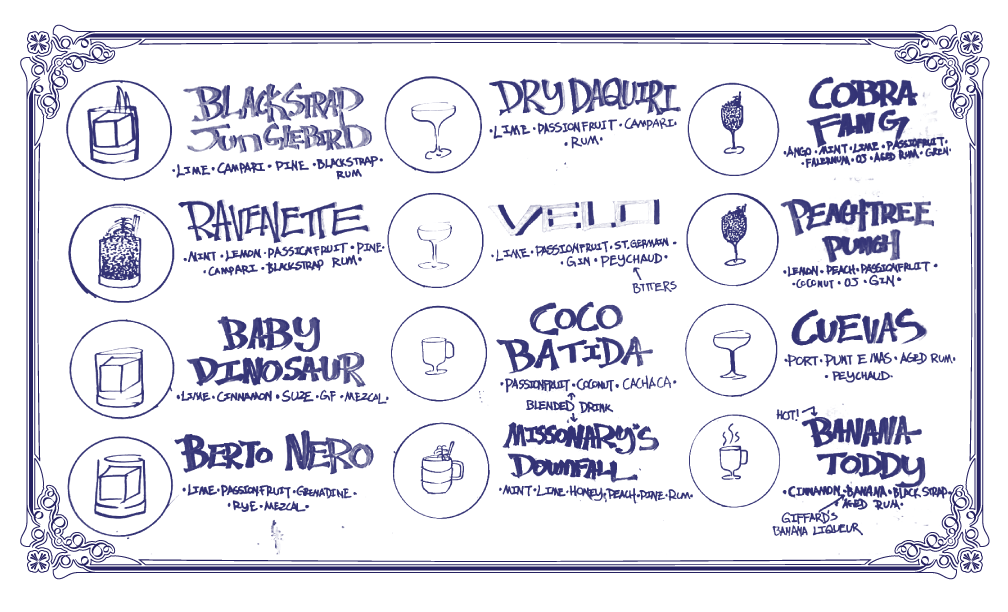 BLACKSTRAP
JUNGLEBIRD
·LIME· CAMPARI · PINE ·BLACKSTRAP·
RUM
DRY DAQUIRI
·LIME·PASSIONFRUIT·CAMPARI·
·RUM·
COBRA
FANG
·ANGO·MINT·LIME·PASSIONFRUIT·
·FALERNUM·OJ·AGED RUM·GREN·
RAVENETTE
·MINT·LEMON·PASSIONFRUIT·PINE·
·CAMPARI·BLACKSTRAP RUM·
VELO
·LIME·PASSIONFRUIT·ST.GERMAIN·
·GIN·PEYCHAUD·
BITTERS
PEACHTREE
PUNCH
·LEMON·PEACH·PASSIONFRUIT·
·COCONUT·OJ·GIN·
BABY
DINOSAUR
·LIME·CINNAMON·SUZE·GF·MEZCAL·
COCO
BATIDA
·PASSIONFRUIT·COCONUT·CACHACA·
BLENDED DRINK
CUEVAS
·PORT·PUNT E MAS·AGED RUM·
·PEYCHAUD·
BERTO NERO
·LIME·PASSIONFRUIT·GRENADINE·
·RYE·MEZCAL·
MISSONARY'S
DOWNFALL
·MINT·LIME·HONEY·PEACH·PINE·RUM·
HOT!
BANANA
TODDY
·CINNAMON·BANANA·BLACK STRAP·
·AGED RUM·
GIFFARD'S
BANANA LIQUEUR